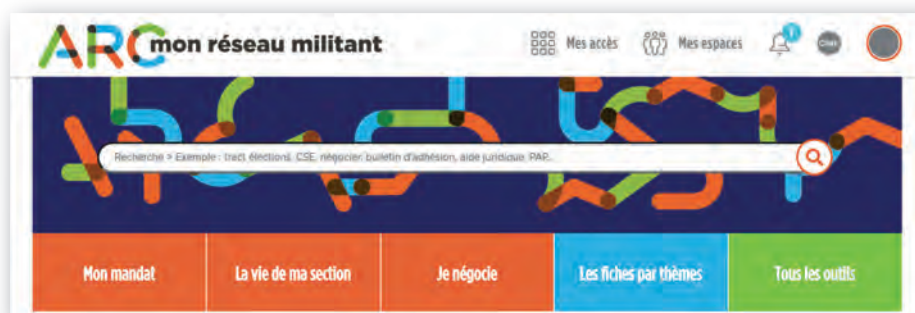 ARC mon réseau militant
Mes accès
Mes espaces
Chat
Recherche > Exemple : tract élections, CSE, négocier, bulletin d'adhésion, aide juridique, PAP...
Mon mandat
La vie de ma section
Je négocie
Les fiches par thèmes
Tous les outils